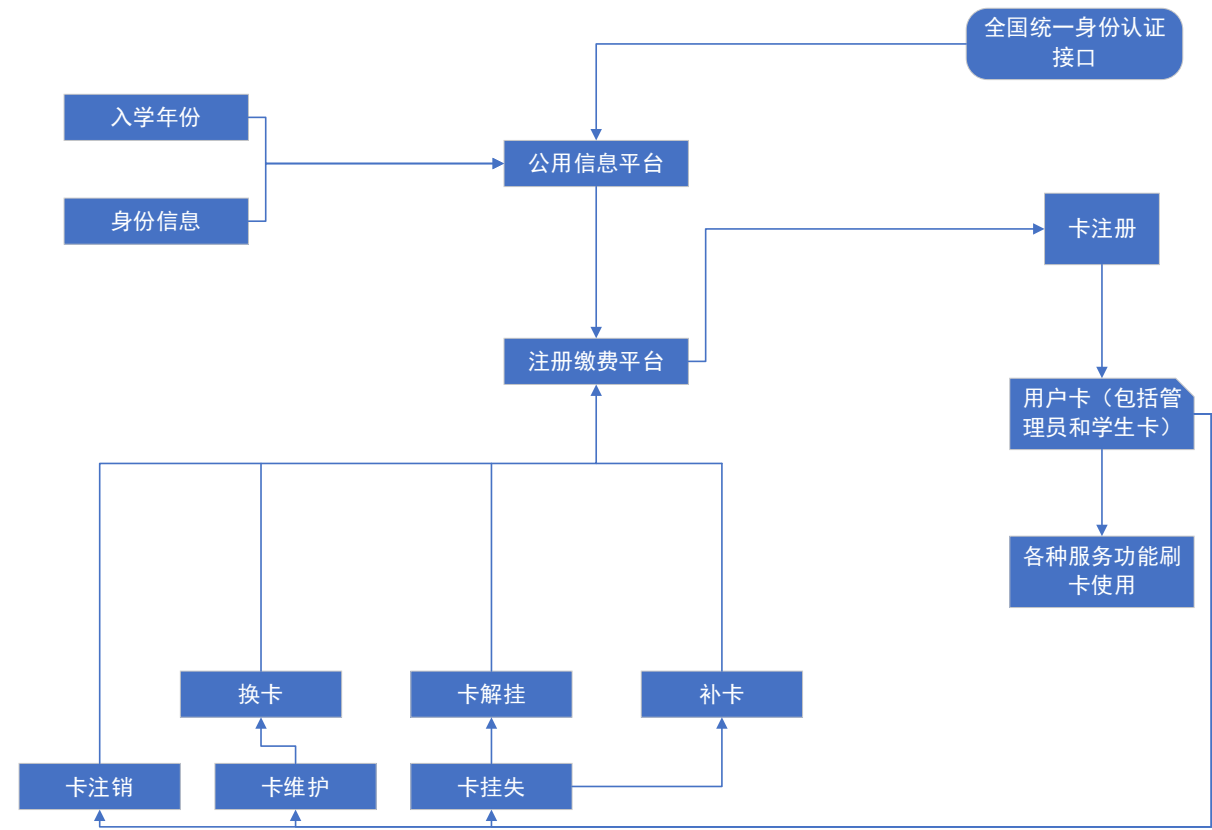 全国统一身份认证
接口
入学年份
公用信息平台
身份信息
卡注册
注册缴费平台
用户卡（包括管
理员和学生卡）
各种服务功能刷
卡使用
换卡
卡解挂
补卡
卡注销
卡维护
卡挂失